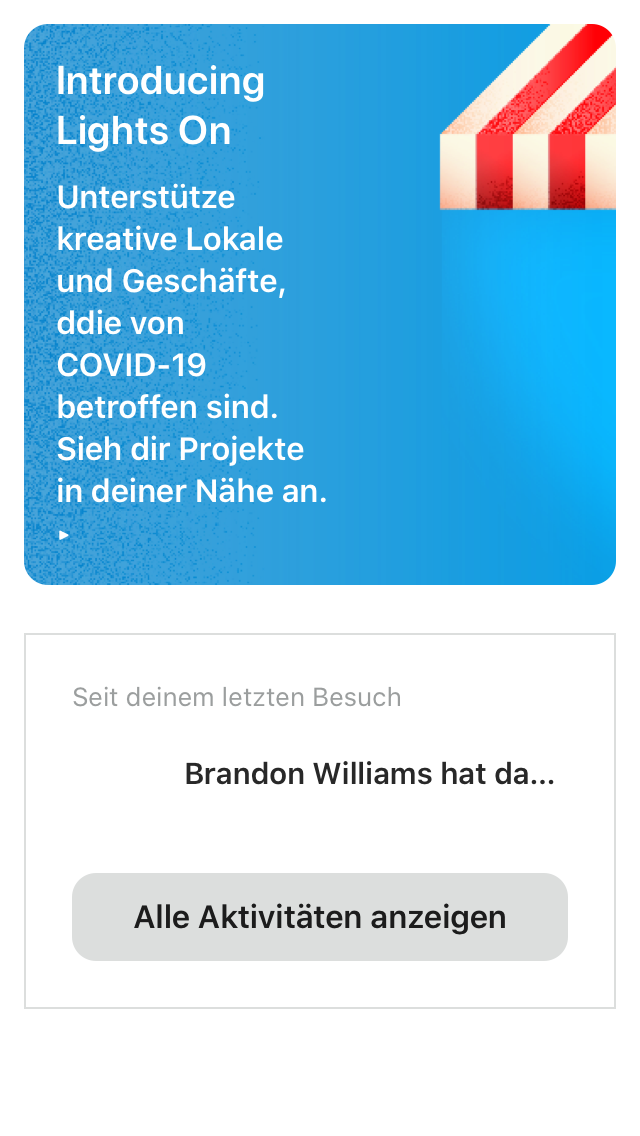 Introducing
Lights On
Unterstütze
kreative Lokale
und Geschäfte,
ddie von
COVID-19
betroffen sind.
Sieh dir Projekte
in deiner Nähe an.
Seit deinem letzten Besuch
Brandon Williams hat da...
Alle Aktivitäten anzeigen